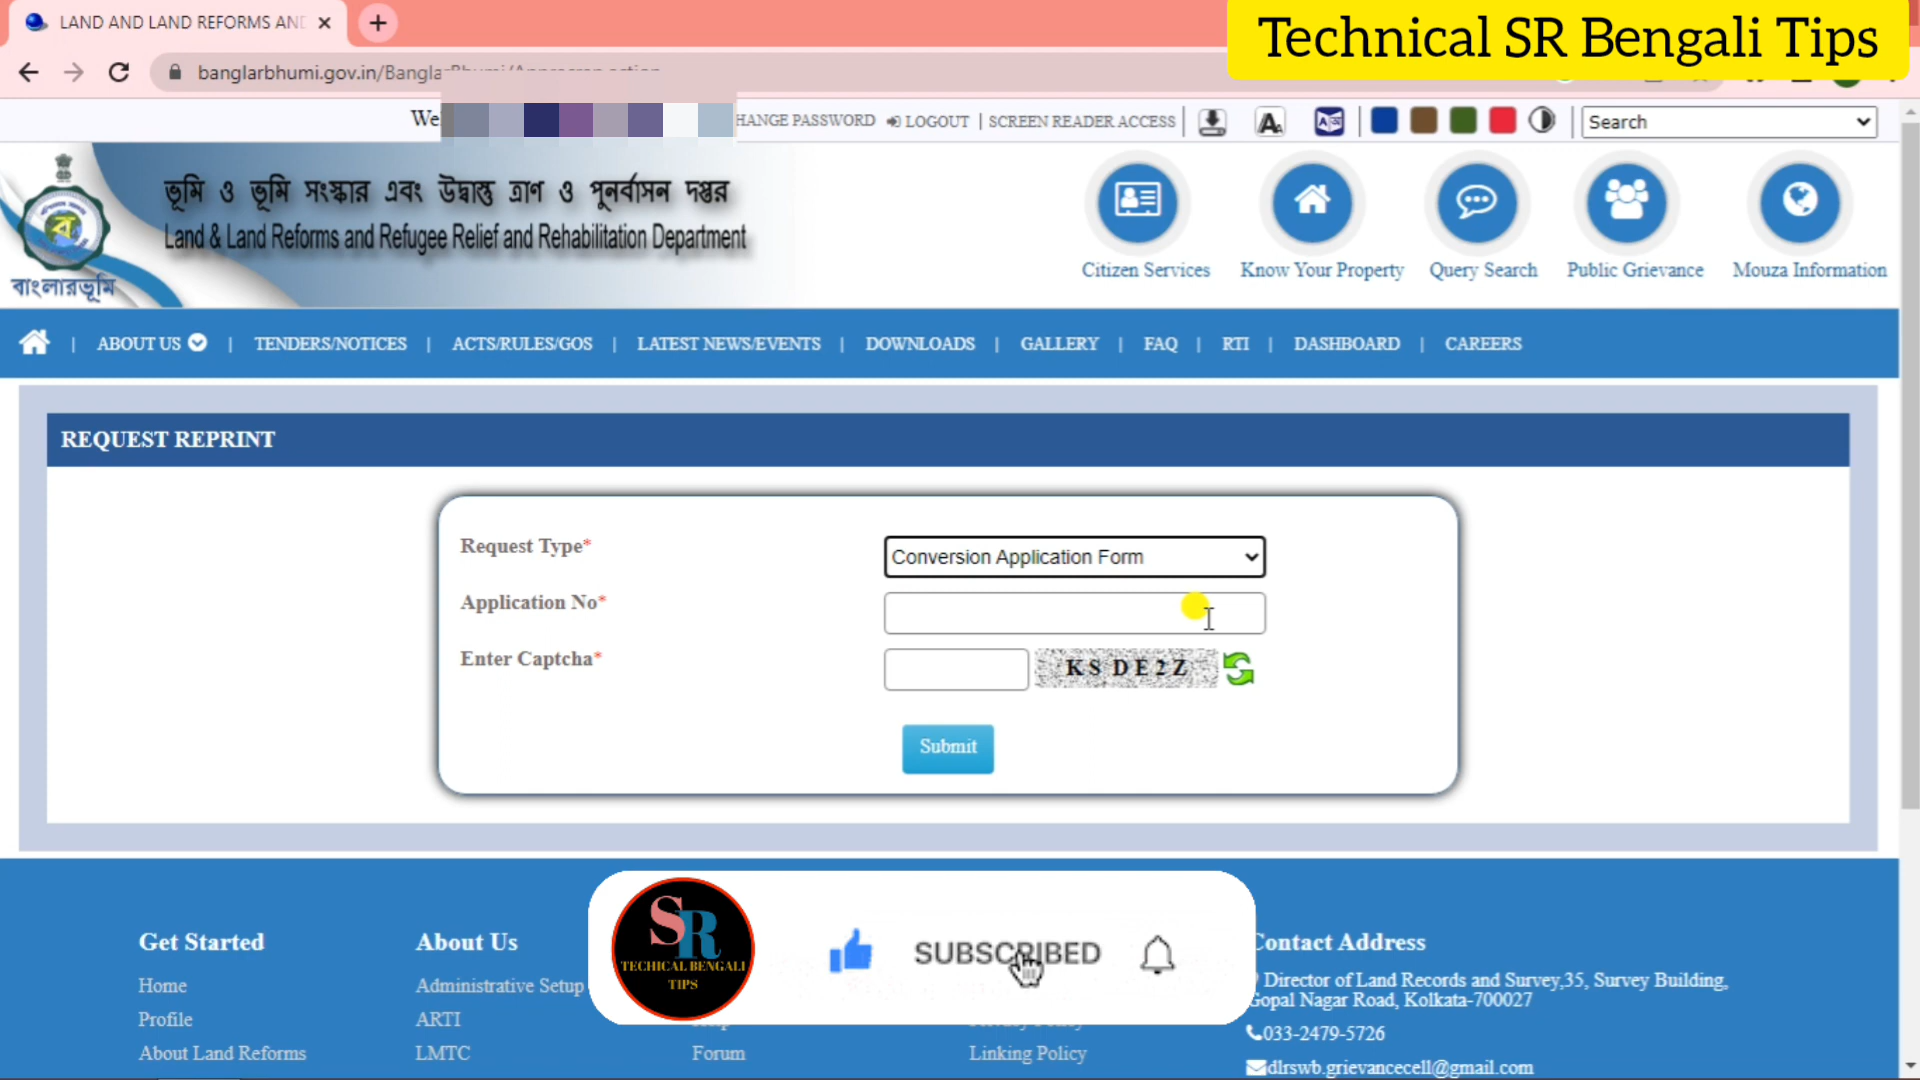 LAND AND LAND REFORMS AND
Technical SR Bengali Tips
banglarbhumi.gov.in/Bangla
We
HANGE PASSWORD LOGOUT | SCREEN READER ACCESS
Search
ভূমি ও ভূমি সংস্কার এবং উদ্বাস্তু ত্রাণ ও পুনর্বাসন দপ্তর
Land & Land Reforms and Refugee Relief and Rehabilitation Department
বাংলারভূমি
Citizen Services
Know Your Property
Query Search
Public Grievance
Mouza Information
ABOUT US | TENDERS/NOTICES | ACTS/RULES/GOS | LATEST NEWS/EVENTS | DOWNLOADS | GALLERY | FAQ | RTI | DASHBOARD | CAREERS
REQUEST REPRINT
Request Type*
Conversion Application Form
Application No*
Enter Captcha*
KSDE2Z
Submit
Get Started
Home
Profile
About Land Reforms
About Us
Administrative Setup
ARTI
LMTC
Forum
Linking Policy
SR
TECHICAL BENGALI
TIPS
SUBSCRIBED
Contact Address
Director of Land Records and Survey,35, Survey Building,
Gopal Nagar Road, Kolkata-700027
033-2479-5726
dlrswb.grievancecell@gmail.com